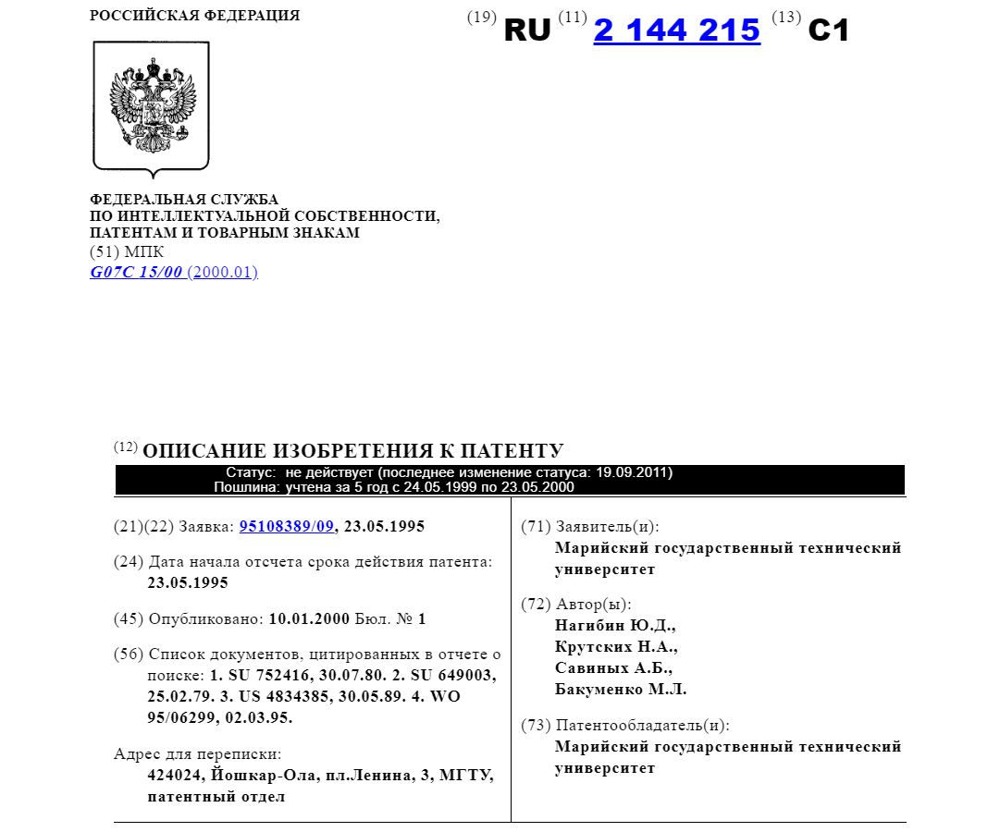 РОССИЙСКАЯ ФЕДЕРАЦИЯ
(19) RU (11) 2 144 215 (13) C1
ФЕДЕРАЛЬНАЯ СЛУЖБА
ПО ИНТЕЛЛЕКТУАЛЬНОЙ СОБСТВЕННОСТИ,
ПАТЕНТАМ И ТОВАРНЫМ ЗНАКАМ
(51) МПК
G07C 15/00 (2000.01)
(12) ОПИСАНИЕ ИЗОБРЕТЕНИЯ К ПАТЕНТУ
Статус: не действует (последнее изменение статуса: 19.09.2011)
Пошлина: учтена за 5 год с 24.05.1999 по 23.05.2000
(21)(22) Заявка: 95108389/09, 23.05.1995
(24) Дата начала отсчета срока действия патента:
23.05.1995
(45) Опубликовано: 10.01.2000 Бюл. № 1
(56) Список документов, цитированных в отчете о
поиске: 1. SU 752416, 30.07.80. 2. SU 649003,
25.02.79. 3. US 4834385, 30.05.89. 4. WO
95/06299, 02.03.95.
Адрес для переписки:
424024, Йошкар-Ола, пл.Ленина, 3, МГТУ,
патентный отдел
(71) Заявитель(и):
Марийский государственный технический
университет
(72) Автор(ы):
Нагибин Ю.Д.,
Крутских Н.А.,
Савиных А.Б.,
Бакуменко М.Л.
(73) Патентообладатель(и):
Марийский государственный технический
университет